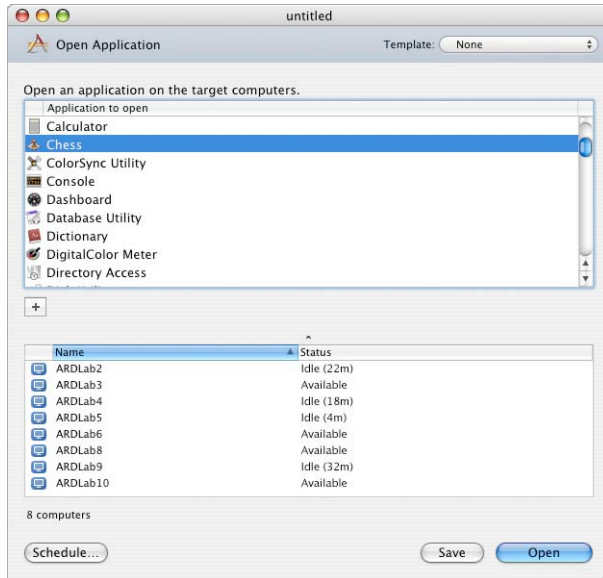 untitled
Open Application Template: None
Open an application on the target computers.
Application to open
Calculator
Chess
ColorSync Utility
Console
Dashboard
Database Utility
Dictionary
DigitalColor Meter
Directory Access
+
Name Status
ARDLab2 Idle (22m)
ARDLab3 Available
ARDLab4 Idle (18m)
ARDLab5 Idle (4m)
ARDLab6 Available
ARDLab8 Available
ARDLab9 Idle (32m)
ARDLab10 Available
8 computers
Schedule... Save Open